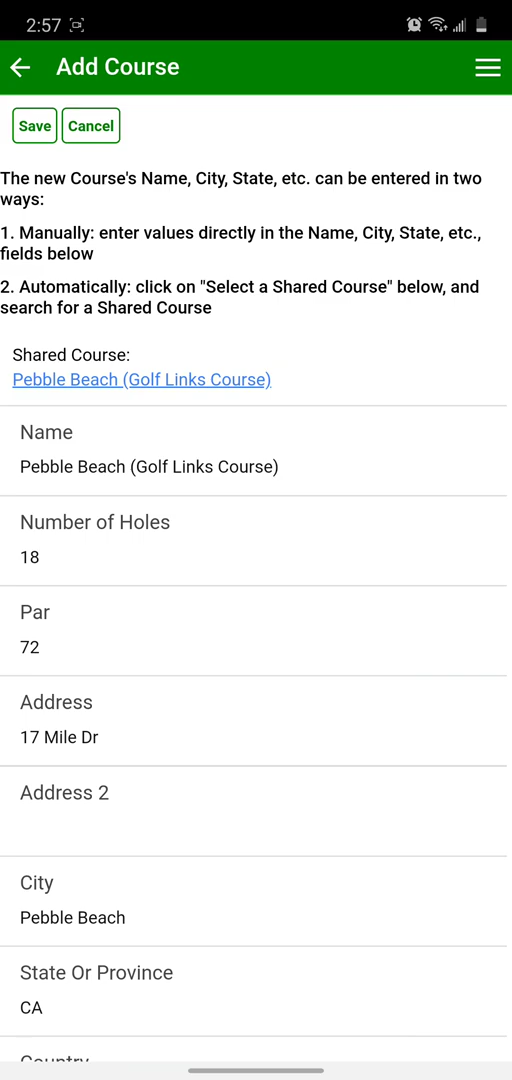 2:57
Add Course
Save Cancel
The new Course's Name, City, State, etc. can be entered in two
ways:
1. Manually: enter values directly in the Name, City, State, etc.,
fields below
2. Automatically: click on "Select a Shared Course" below, and
search for a Shared Course
Shared Course:
Pebble Beach (Golf Links Course)
Name
Pebble Beach (Golf Links Course)
Number of Holes
18
Par
72
Address
17 Mile Dr
Address 2
City
Pebble Beach
State Or Province
CA
Country